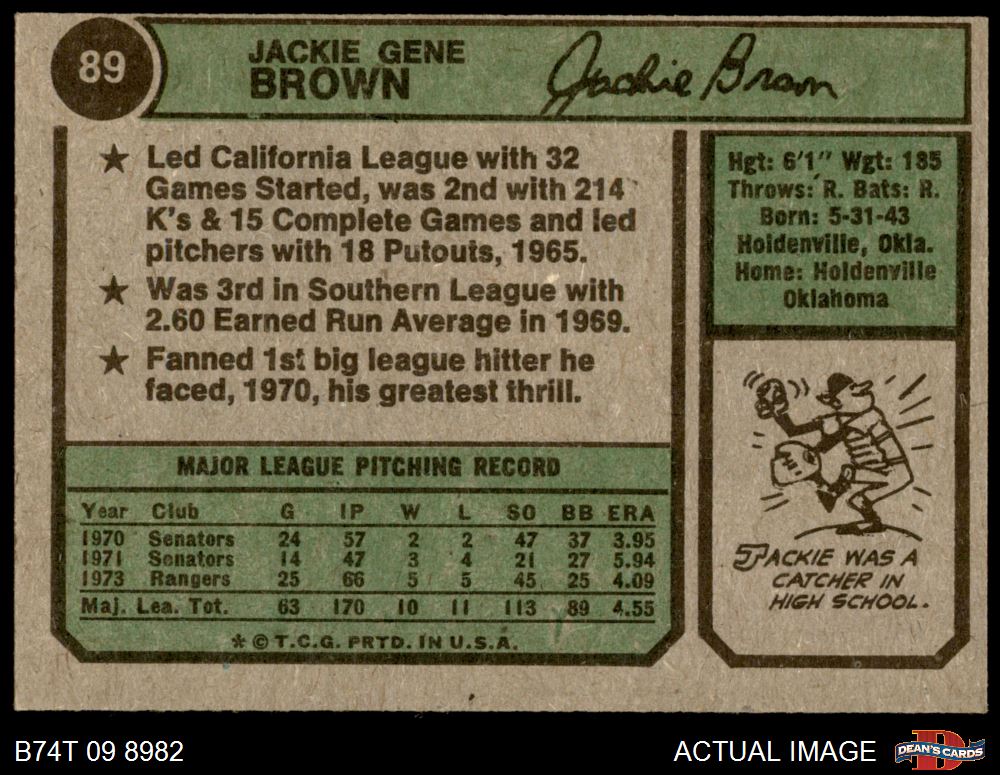 89
JACKIE GENE
BROWN
Jackie Brown
★ Led California League with 32
Games Started, was 2nd with 214
K's & 15 Complete Games and led
pitchers with 18 Putouts, 1965.
★ Was 3rd in Southern League with
2.60 Earned Run Average in 1969.
★ Fanned 1st big league hitter he
faced, 1970, his greatest thrill.
Hgt: 6'1" Wgt: 185
Throws: R. Bats: R.
Born: 5-31-43
Holdenville, Okla.
Home: Holdenville
Oklahoma
MAJOR LEAGUE PITCHING RECORD
Year Club G IP W L SO BB ERA
1970 Senators 24 57 2 2 47 37 3.95
1971 Senators 14 47 3 4 21 27 5.94
1973 Rangers 25 66 5 5 45 25 4.09
Maj. Lea. Tot. 63 170 10 11 113 89 4.55
* © T.C.G. PRTD. IN U.S.A.
JACKIE WAS A
CATCHER IN
HIGH SCHOOL.
B74T 09 8982
ACTUAL IMAGE
DEAN'S CARDS